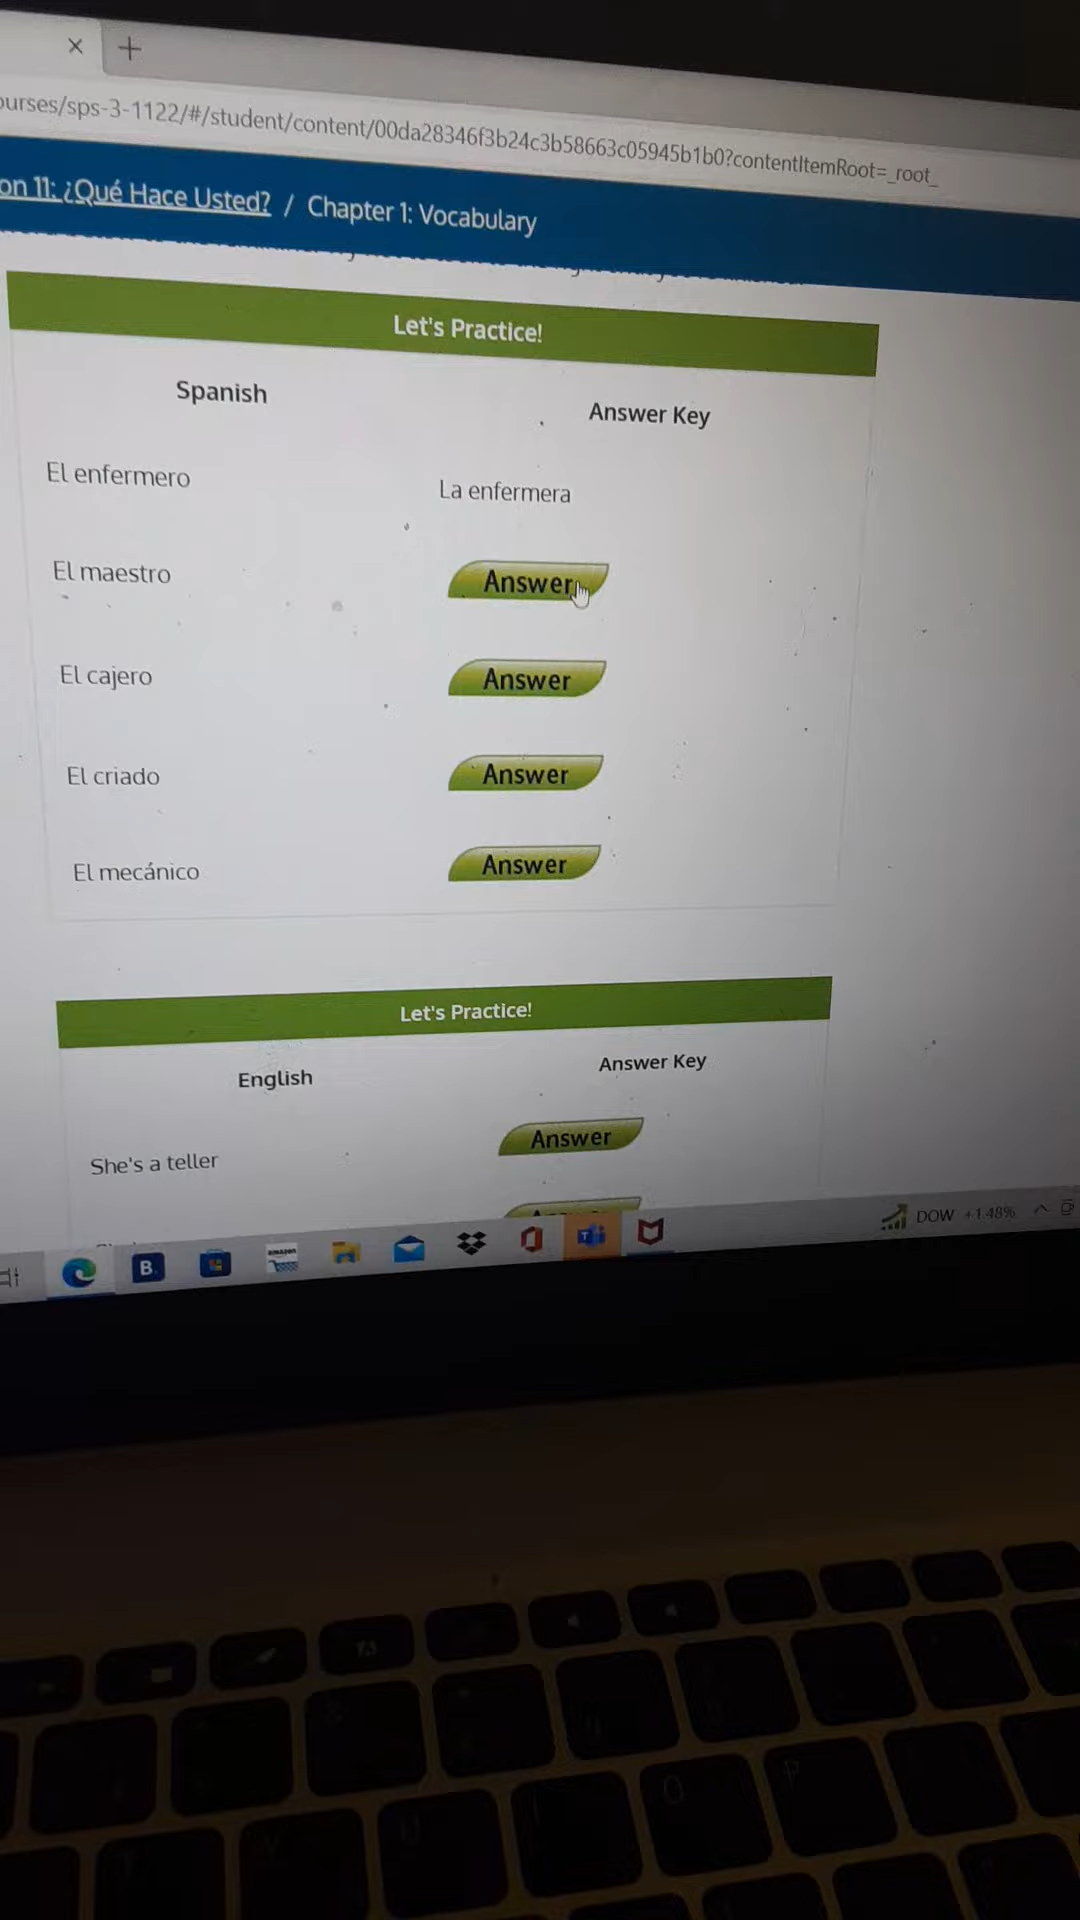 ourses/sps-3-1122/#/student/content/00da28346f3b24c3b58663c05945b1b0?contentItemRoot=_root_
on 11: ¿Qué Hace Usted? / Chapter 1: Vocabulary
Let's Practice!
Spanish Answer Key
El enfermero La enfermera
El maestro Answer
El cajero Answer
El criado Answer
El mecánico Answer
Let's Practice!
English Answer Key
She's a teller Answer
DOW +1.48%
B.
amazon